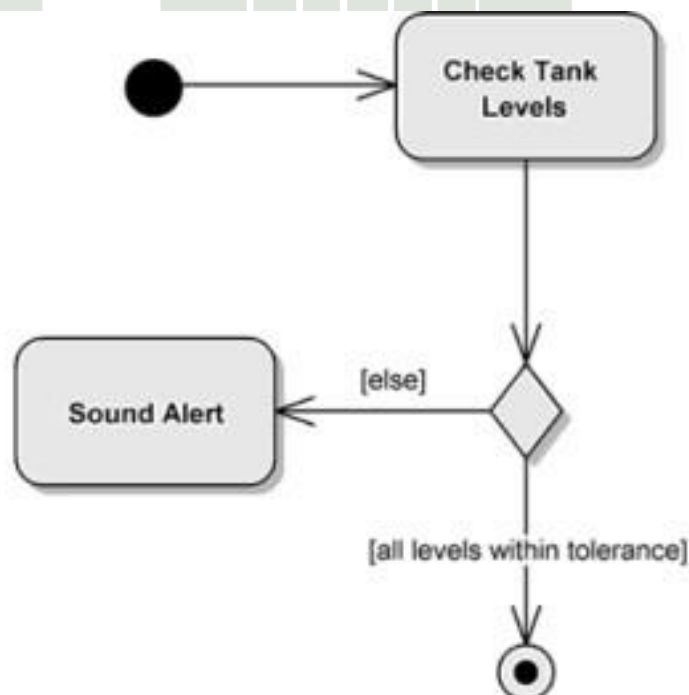 Check Tank
Levels
[else]
Sound Alert
[all levels within tolerance]